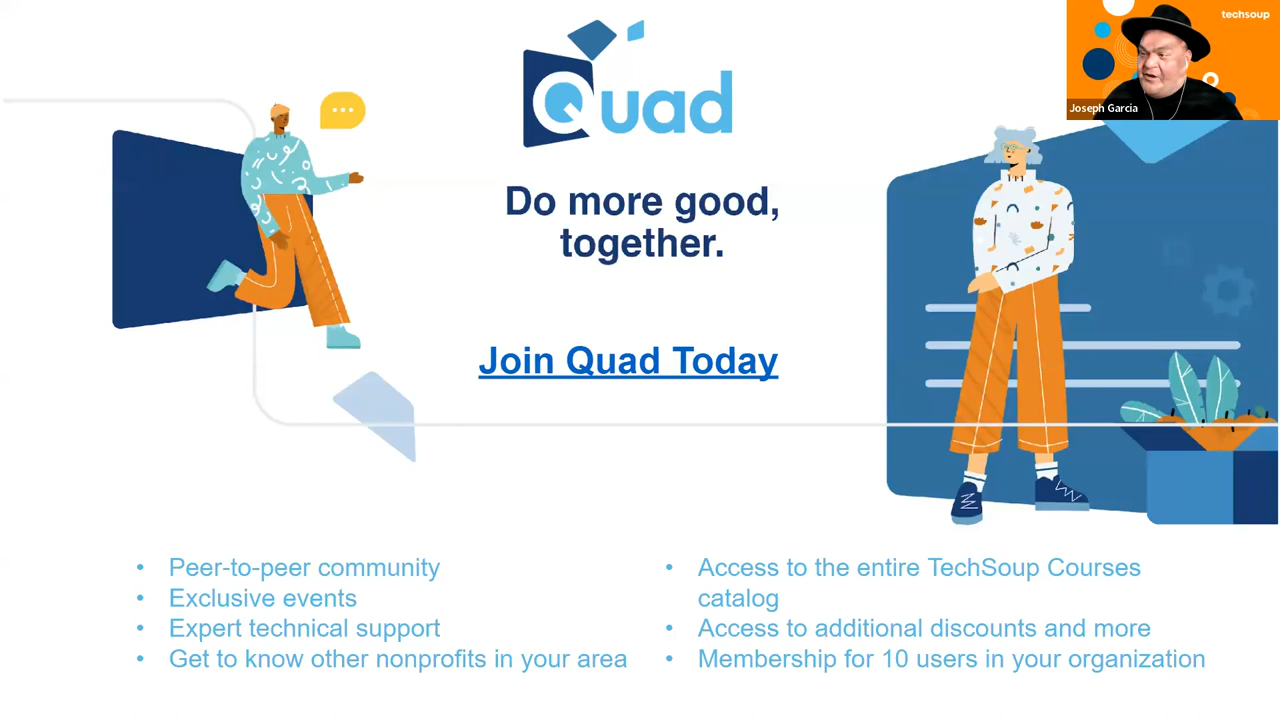 techsoup
Joseph Garcia
Quad
Do more good,
together.
Join Quad Today
• Peer-to-peer community
• Exclusive events
• Expert technical support
• Get to know other nonprofits in your area
• Access to the entire TechSoup Courses
catalog
• Access to additional discounts and more
• Membership for 10 users in your organization